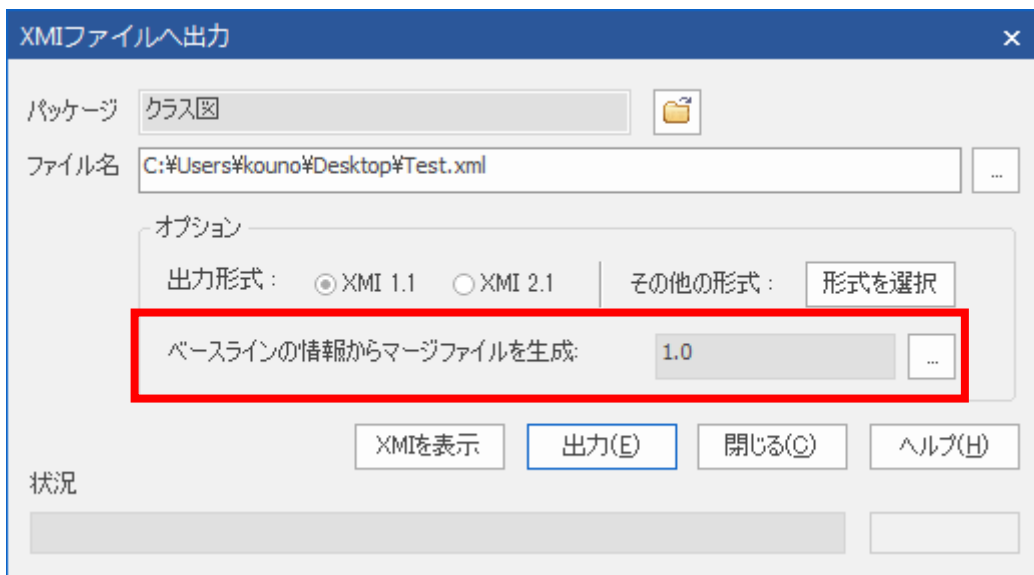 XMIファイルへ出力 ×
パッケージ クラス図
ファイル名 C:¥Users¥kouno¥Desktop¥Test.xml ...
オプション
出力形式： XMI 1.1 XMI 2.1 その他の形式： 形式を選択
ベースラインの情報からマージファイルを生成: 1.0 ...
XMIを表示 出力(E) 閉じる(C) ヘルプ(H)
状況